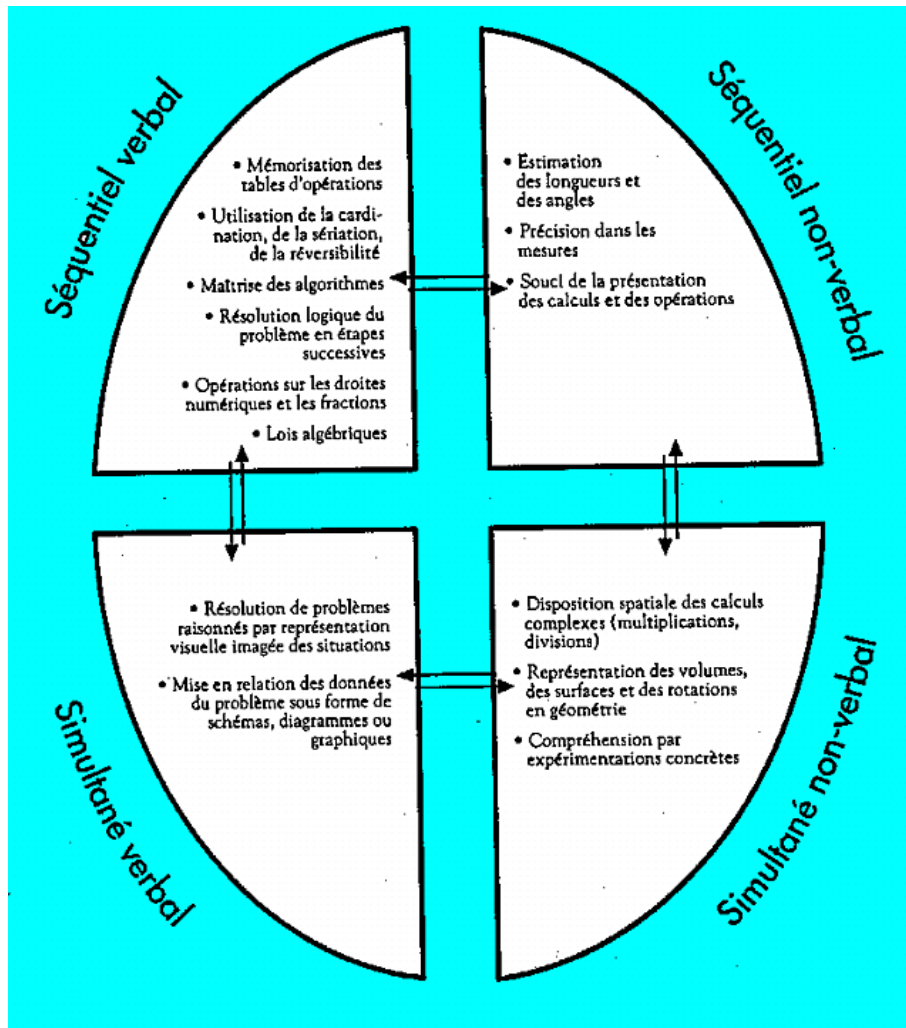 Séquentiel verbal
• Mémorisation des
tables d'opérations
• Utilisation de la cardi-
nation, de la sériation,
de la réversibilité
• Maîtrise des algorithmes
• Résolution logique du
problème en étapes
successives
• Opérations sur les droites
numériques et les fractions
• Lois algébriques
Séquentiel non-verbal
• Estimation
des longueurs et
des angles
• Précision dans les
mesures
• Souci de la présentation
des calculs et des opérations
Simultané verbal
• Résolution de problèmes
raisonnés par représentation
visuelle imagée des situations
• Mise en relation des données
du problème sous forme de
schémas, diagrammes ou
graphiques
Simultané non-verbal
• Disposition spatiale des calculs
complexes (multiplications,
divisions)
• Représentation des volumes,
des surfaces et des rotations
en géométrie
• Compréhension par
expérimentations concrètes